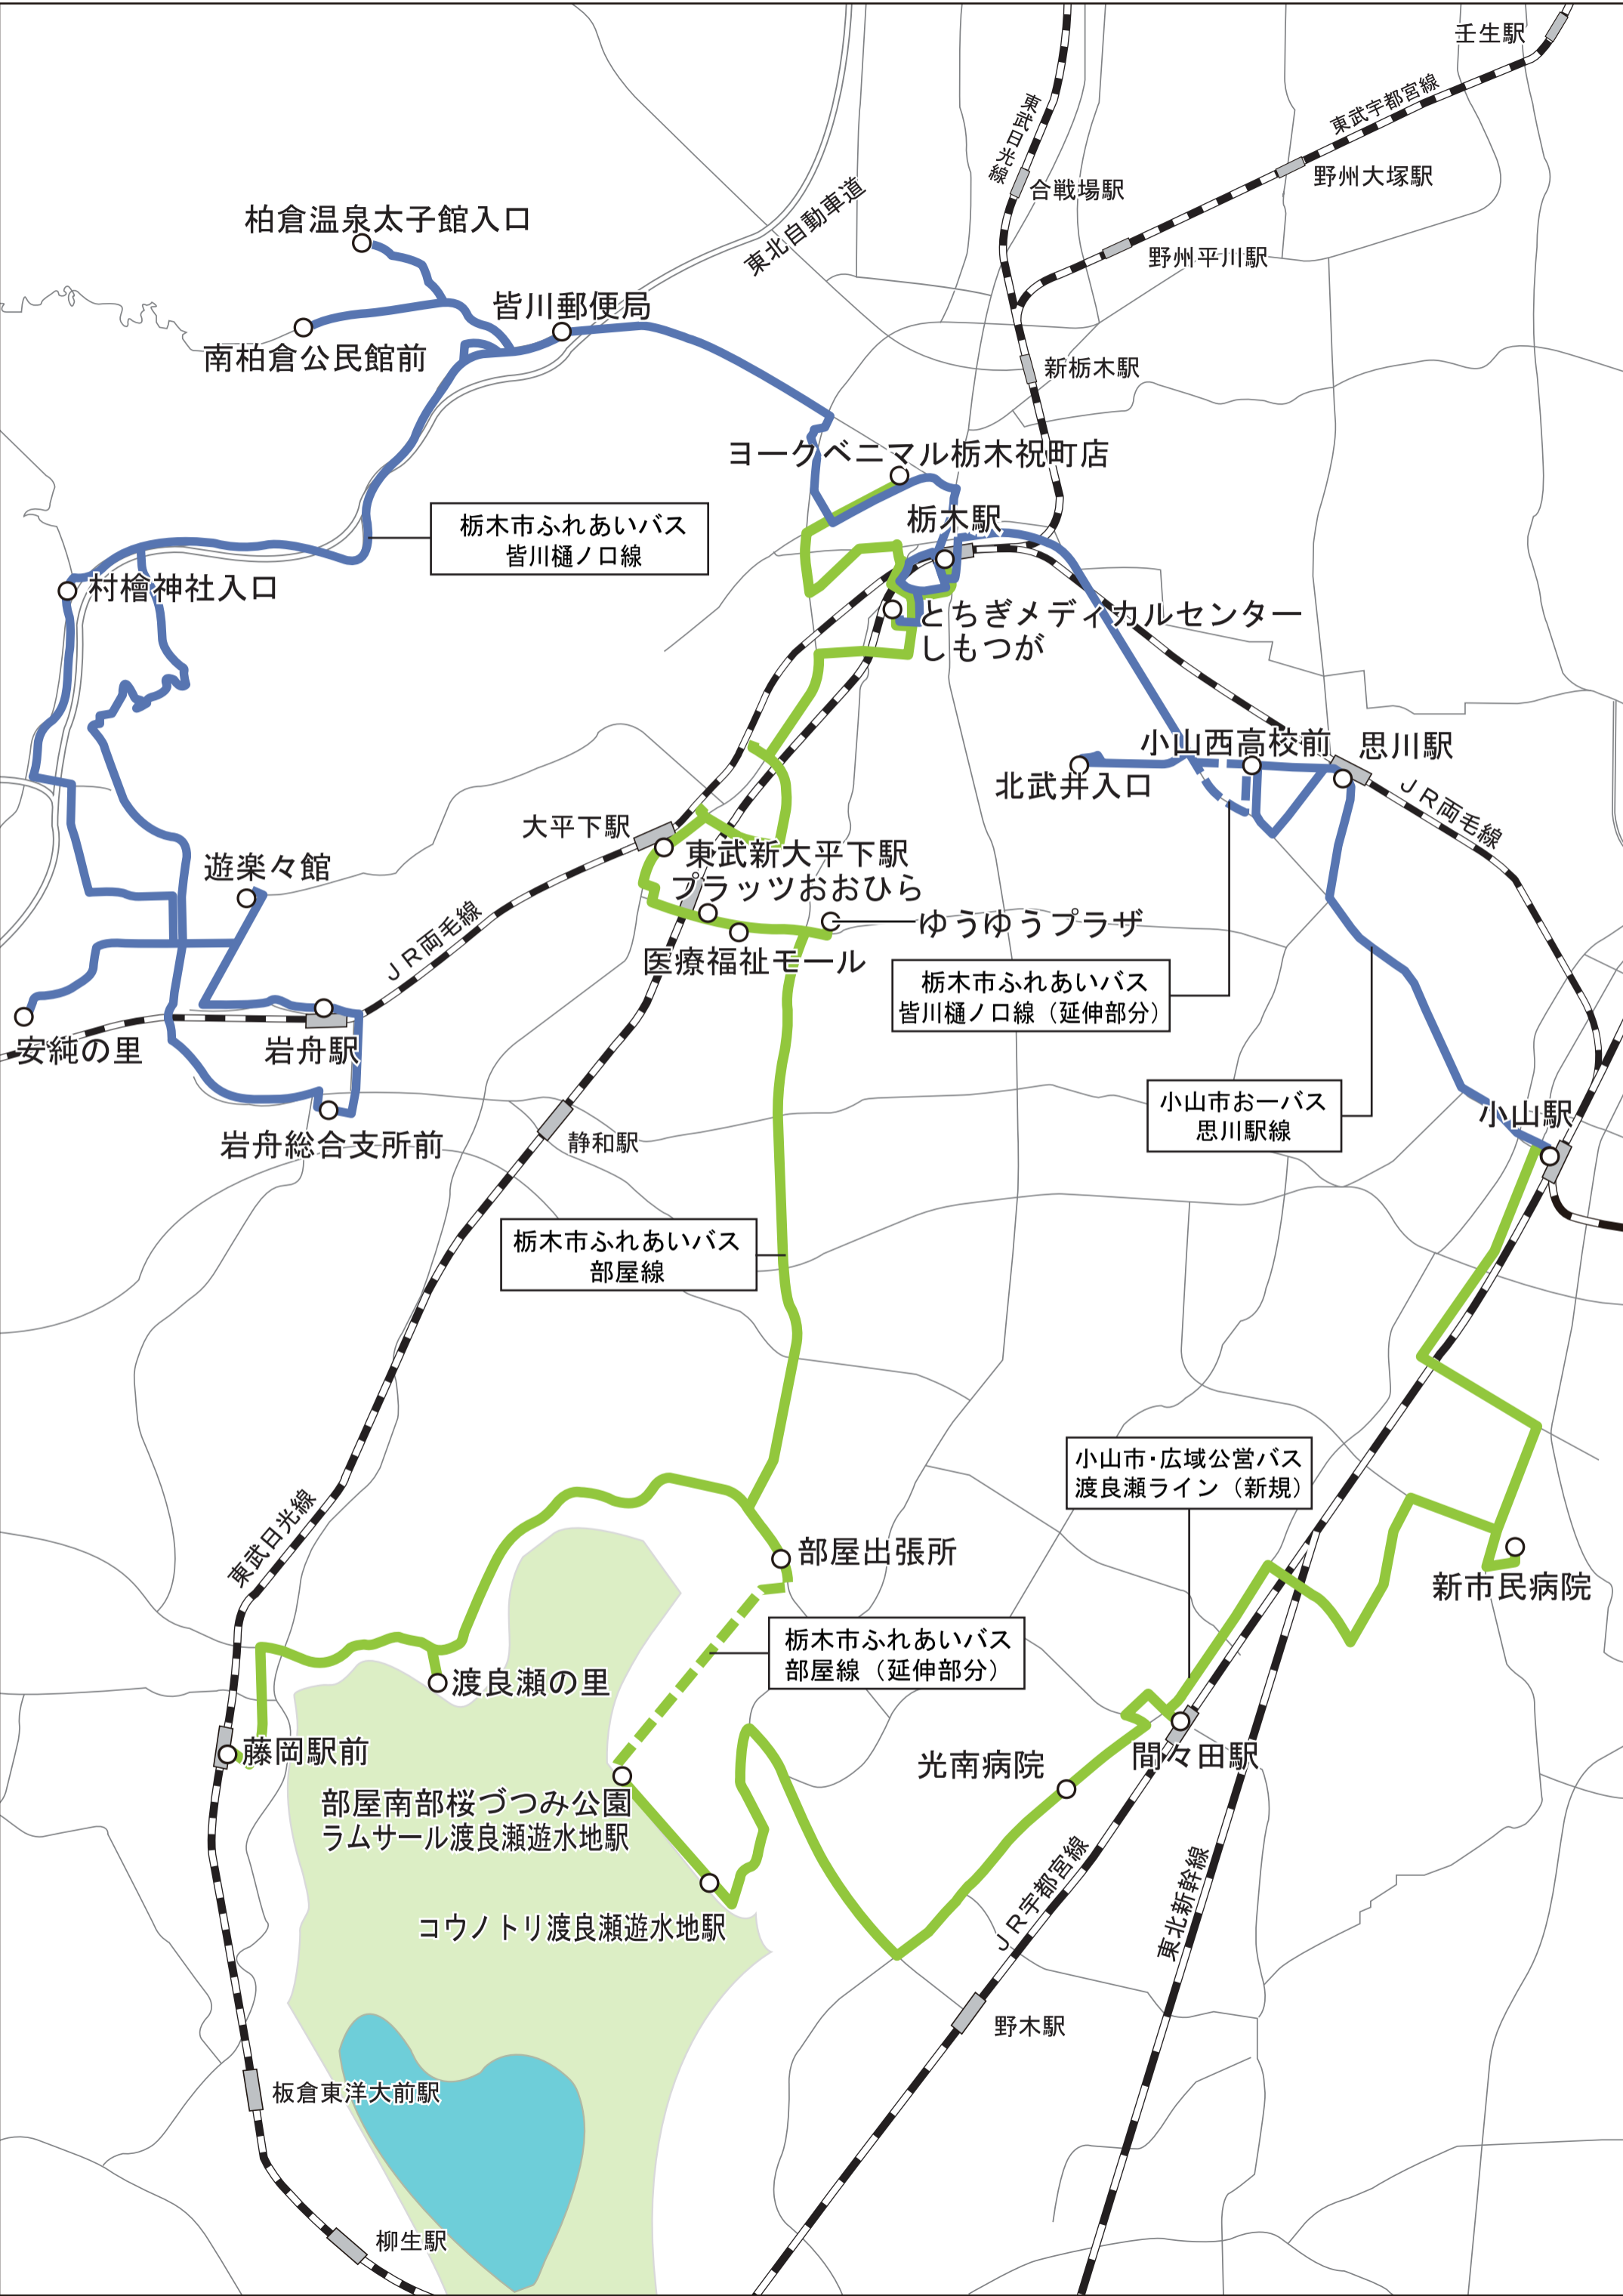 壬生駅
東武宇都宮線
東武日光線
合戦場駅
野州大塚駅
東北自動車道
柏倉温泉太子館入口
野州平川駅
皆川郵便局
南柏倉公民館前
新栃木駅
ヨークベニマル栃木祝町店
栃木市ふれあいバス
皆川樋ノ口線
栃木駅
村檜神社入口
とちぎメディカルセンター
しもつが
小山西高校前
思川駅
北武井入口
JR両毛線
大平下駅
東武新大平下駅
プラッツおおひら
遊楽々館
ゆうゆうプラザ
JR両毛線
医療福祉モール
栃木市ふれあいバス
皆川樋ノ口線（延伸部分）
安純の里
岩舟駅
小山市おーバス
思川駅線
小山駅
岩舟総合支所前
静和駅
栃木市ふれあいバス
部屋線
小山市・広域公営バス
渡良瀬ライン（新規）
東武日光線
部屋出張所
新市民病院
栃木市ふれあいバス
部屋線（延伸部分）
渡良瀬の里
藤岡駅前
間々田駅
光南病院
部屋南部桜づつみ公園
ラムサール渡良瀬遊水地駅
JR宇都宮線
東北新幹線
コウノトリ渡良瀬遊水地駅
野木駅
板倉東洋大前駅
柳生駅